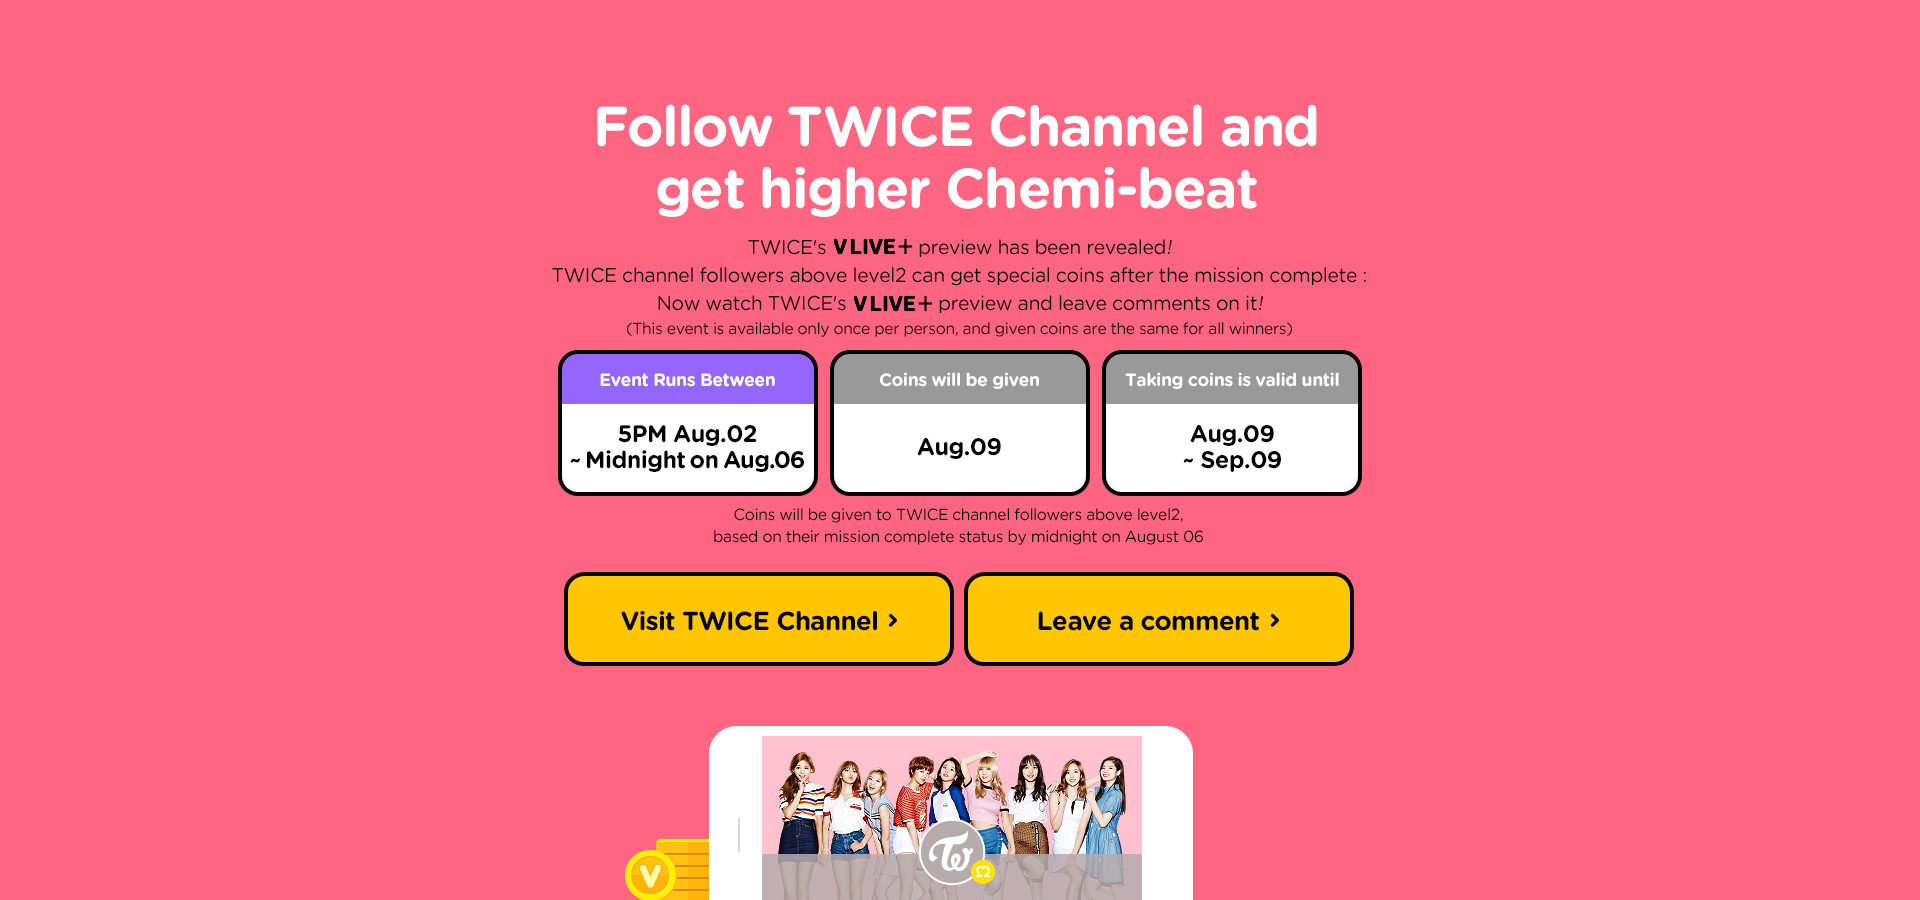 Follow TWICE Channel and
get higher Chemi-beat
TWICE's V LIVE+ preview has been revealed!
TWICE channel followers above level2 can get special coins after the mission complete :
Now watch TWICE's V LIVE+ preview and leave comments on it!
(This event is available only once per person, and given coins are the same for all winners)
Event Runs Between
5PM Aug.02
~ Midnight on Aug.06
Coins will be given
Aug.09
Taking coins is valid until
Aug.09
~ Sep.09
Coins will be given to TWICE channel followers above level2,
based on their mission complete status by midnight on August 06
Visit TWICE Channel >
Leave a comment >
TW
V